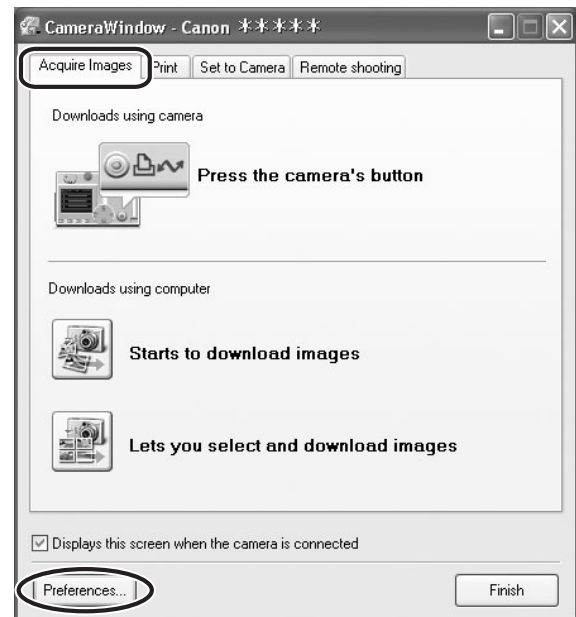 CameraWindow - Canon *****
Acquire Images Print Set to Camera Remote shooting
Downloads using camera
Press the camera's button
Downloads using computer
Starts to download images
Lets you select and download images
Displays this screen when the camera is connected
Preferences... Finish